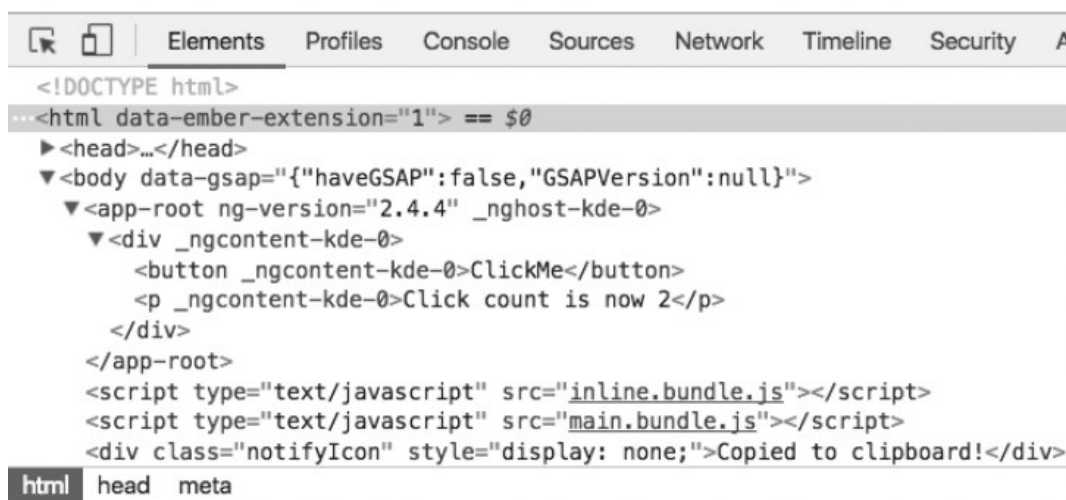 Elements Profiles Console Sources Network Timeline Security A
<!DOCTYPE html>
···<html data-ember-extension="1"> == $0
▶<head>…</head>
▼<body data-gsap="{"haveGSAP":false,"GSAPVersion":null}">
▼<app-root ng-version="2.4.4" _nghost-kde-0>
▼<div _ngcontent-kde-0>
<button _ngcontent-kde-0>ClickMe</button>
<p _ngcontent-kde-0>Click count is now 2</p>
</div>
</app-root>
<script type="text/javascript" src="inline.bundle.js"></script>
<script type="text/javascript" src="main.bundle.js"></script>
<div class="notifyIcon" style="display: none;">Copied to clipboard!</div>
html head meta